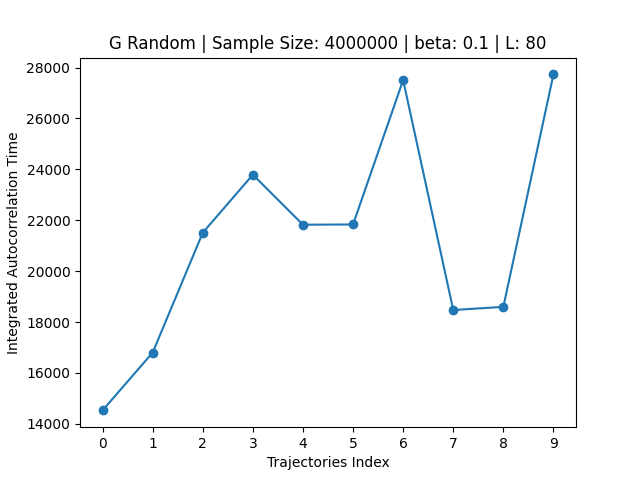 G Random | Sample Size: 4000000 | beta: 0.1 | L: 80
28000
26000
24000
22000
20000
18000
16000
14000
Integrated Autocorrelation Time
0 1 2 3 4 5 6 7 8 9
Trajectories Index